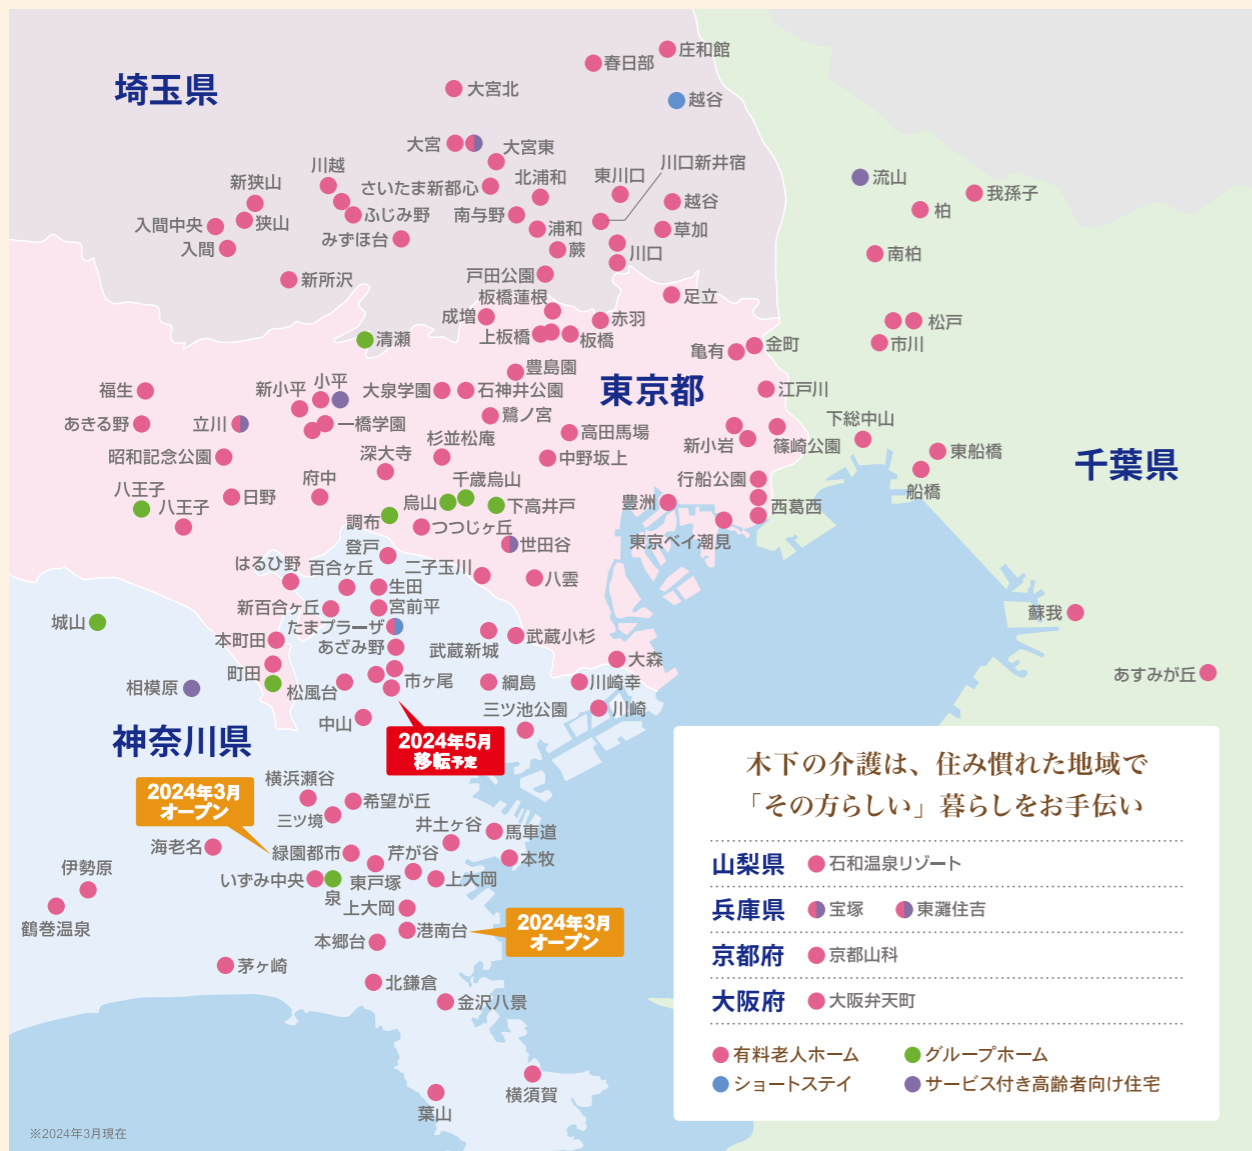 埼玉県
春日部
庄和館
大宮北
越谷
大宮
大宮東
川口新井宿
川越
さいたま新都心
北浦和
東川口
新狭山
ふじみ野
南与野
越谷
入間中央
狭山
みずほ台
浦和
草加
入間
蕨
川口
新所沢
戸田公園
流山
我孫子
柏
南柏
松戸
市川
板橋蓮根
足立
成増
赤羽
清瀬
上板橋
板橋
亀有
金町
豊島園
東京都
福生
新小平
小平
大泉学園
石神井公園
江戸川
あきる野
立川
一橋学園
鷺ノ宮
下総中山
杉並松庵
高田馬場
新小岩
篠崎公園
東船橋
千葉県
昭和記念公園
深大寺
中野坂上
船橋
八王子
府中
千歳烏山
行船公園
八王子
日野
烏山
下高井戸
豊洲
西葛西
調布
つつじヶ丘
東京ベイ潮見
登戸
世田谷
はるひ野
百合ヶ丘
二子玉川
八雲
生田
新百合ヶ丘
宮前平
城山
たまプラーザ
蘇我
本町田
あざみ野
武蔵新城
武蔵小杉
町田
大森
あすみが丘
相模原
松風台
市ヶ尾
綱島
川崎幸
中山
三ツ池公園
川崎
神奈川県
2024年5月
移転予定
横浜瀬谷
2024年3月
オープン
希望が丘
三ツ境
井土ヶ谷
馬車道
海老名
緑園都市
芹が谷
本牧
伊勢原
いずみ中央
泉
東戸塚
上大岡
鶴巻温泉
上大岡
港南台
2024年3月
オープン
本郷台
茅ヶ崎
北鎌倉
金沢八景
横須賀
葉山
木下の介護は、住み慣れた地域で
「その方らしい」暮らしをお手伝い
山梨県 石和温泉リゾート
兵庫県 宝塚 東灘住吉
京都府 京都山科
大阪府 大阪弁天町
有料老人ホーム グループホーム
ショートステイ サービス付き高齢者向け住宅
※2024年3月現在